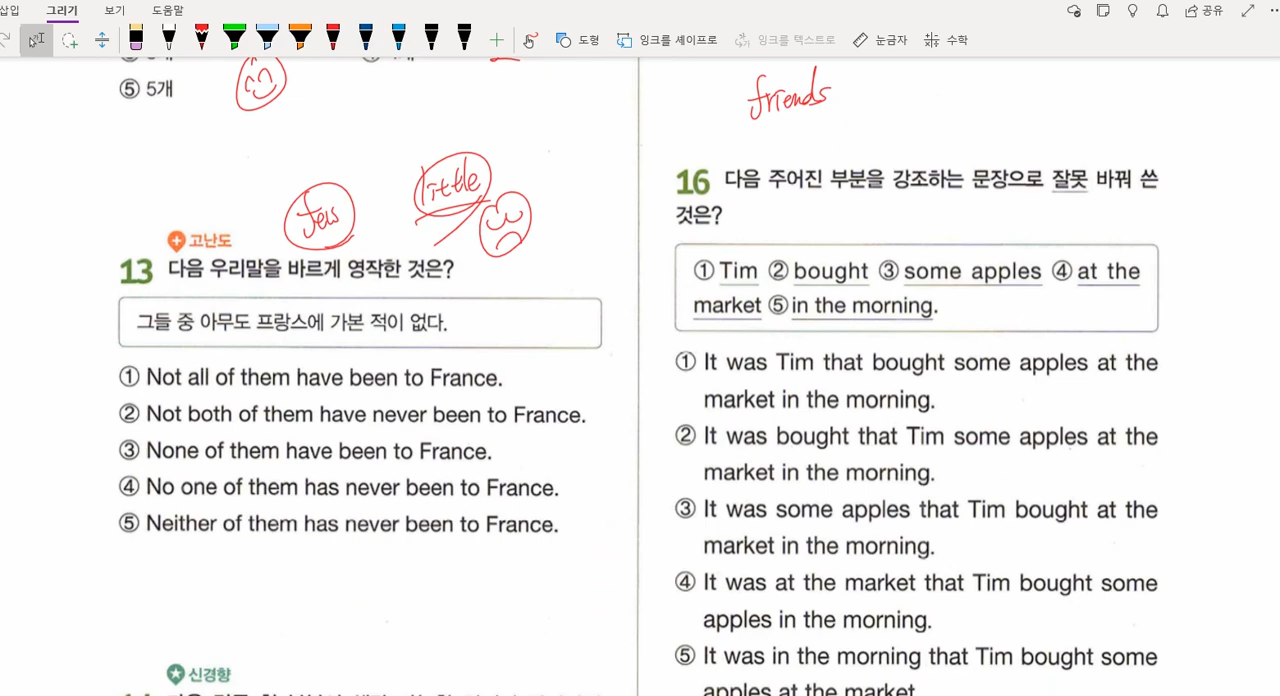 삽입 그리기 보기 도움말 공유
도형 잉크를 셰이프로 잉크를 텍스트로 눈금자 수학
⑤ 5개
few
little
고난도
13 다음 우리말을 바르게 영작한 것은?
그들 중 아무도 프랑스에 가본 적이 없다.
① Not all of them have been to France.
② Not both of them have never been to France.
③ None of them have been to France.
④ No one of them has never been to France.
⑤ Neither of them has never been to France.
신경향
friends
16 다음 주어진 부분을 강조하는 문장으로 잘못 바꿔 쓴
것은?
① Tim ② bought ③ some apples ④ at the
market ⑤ in the morning.
① It was Tim that bought some apples at the
market in the morning.
② It was bought that Tim some apples at the
market in the morning.
③ It was some apples that Tim bought at the
market in the morning.
④ It was at the market that Tim bought some
apples in the morning.
⑤ It was in the morning that Tim bought some
apples at the market.